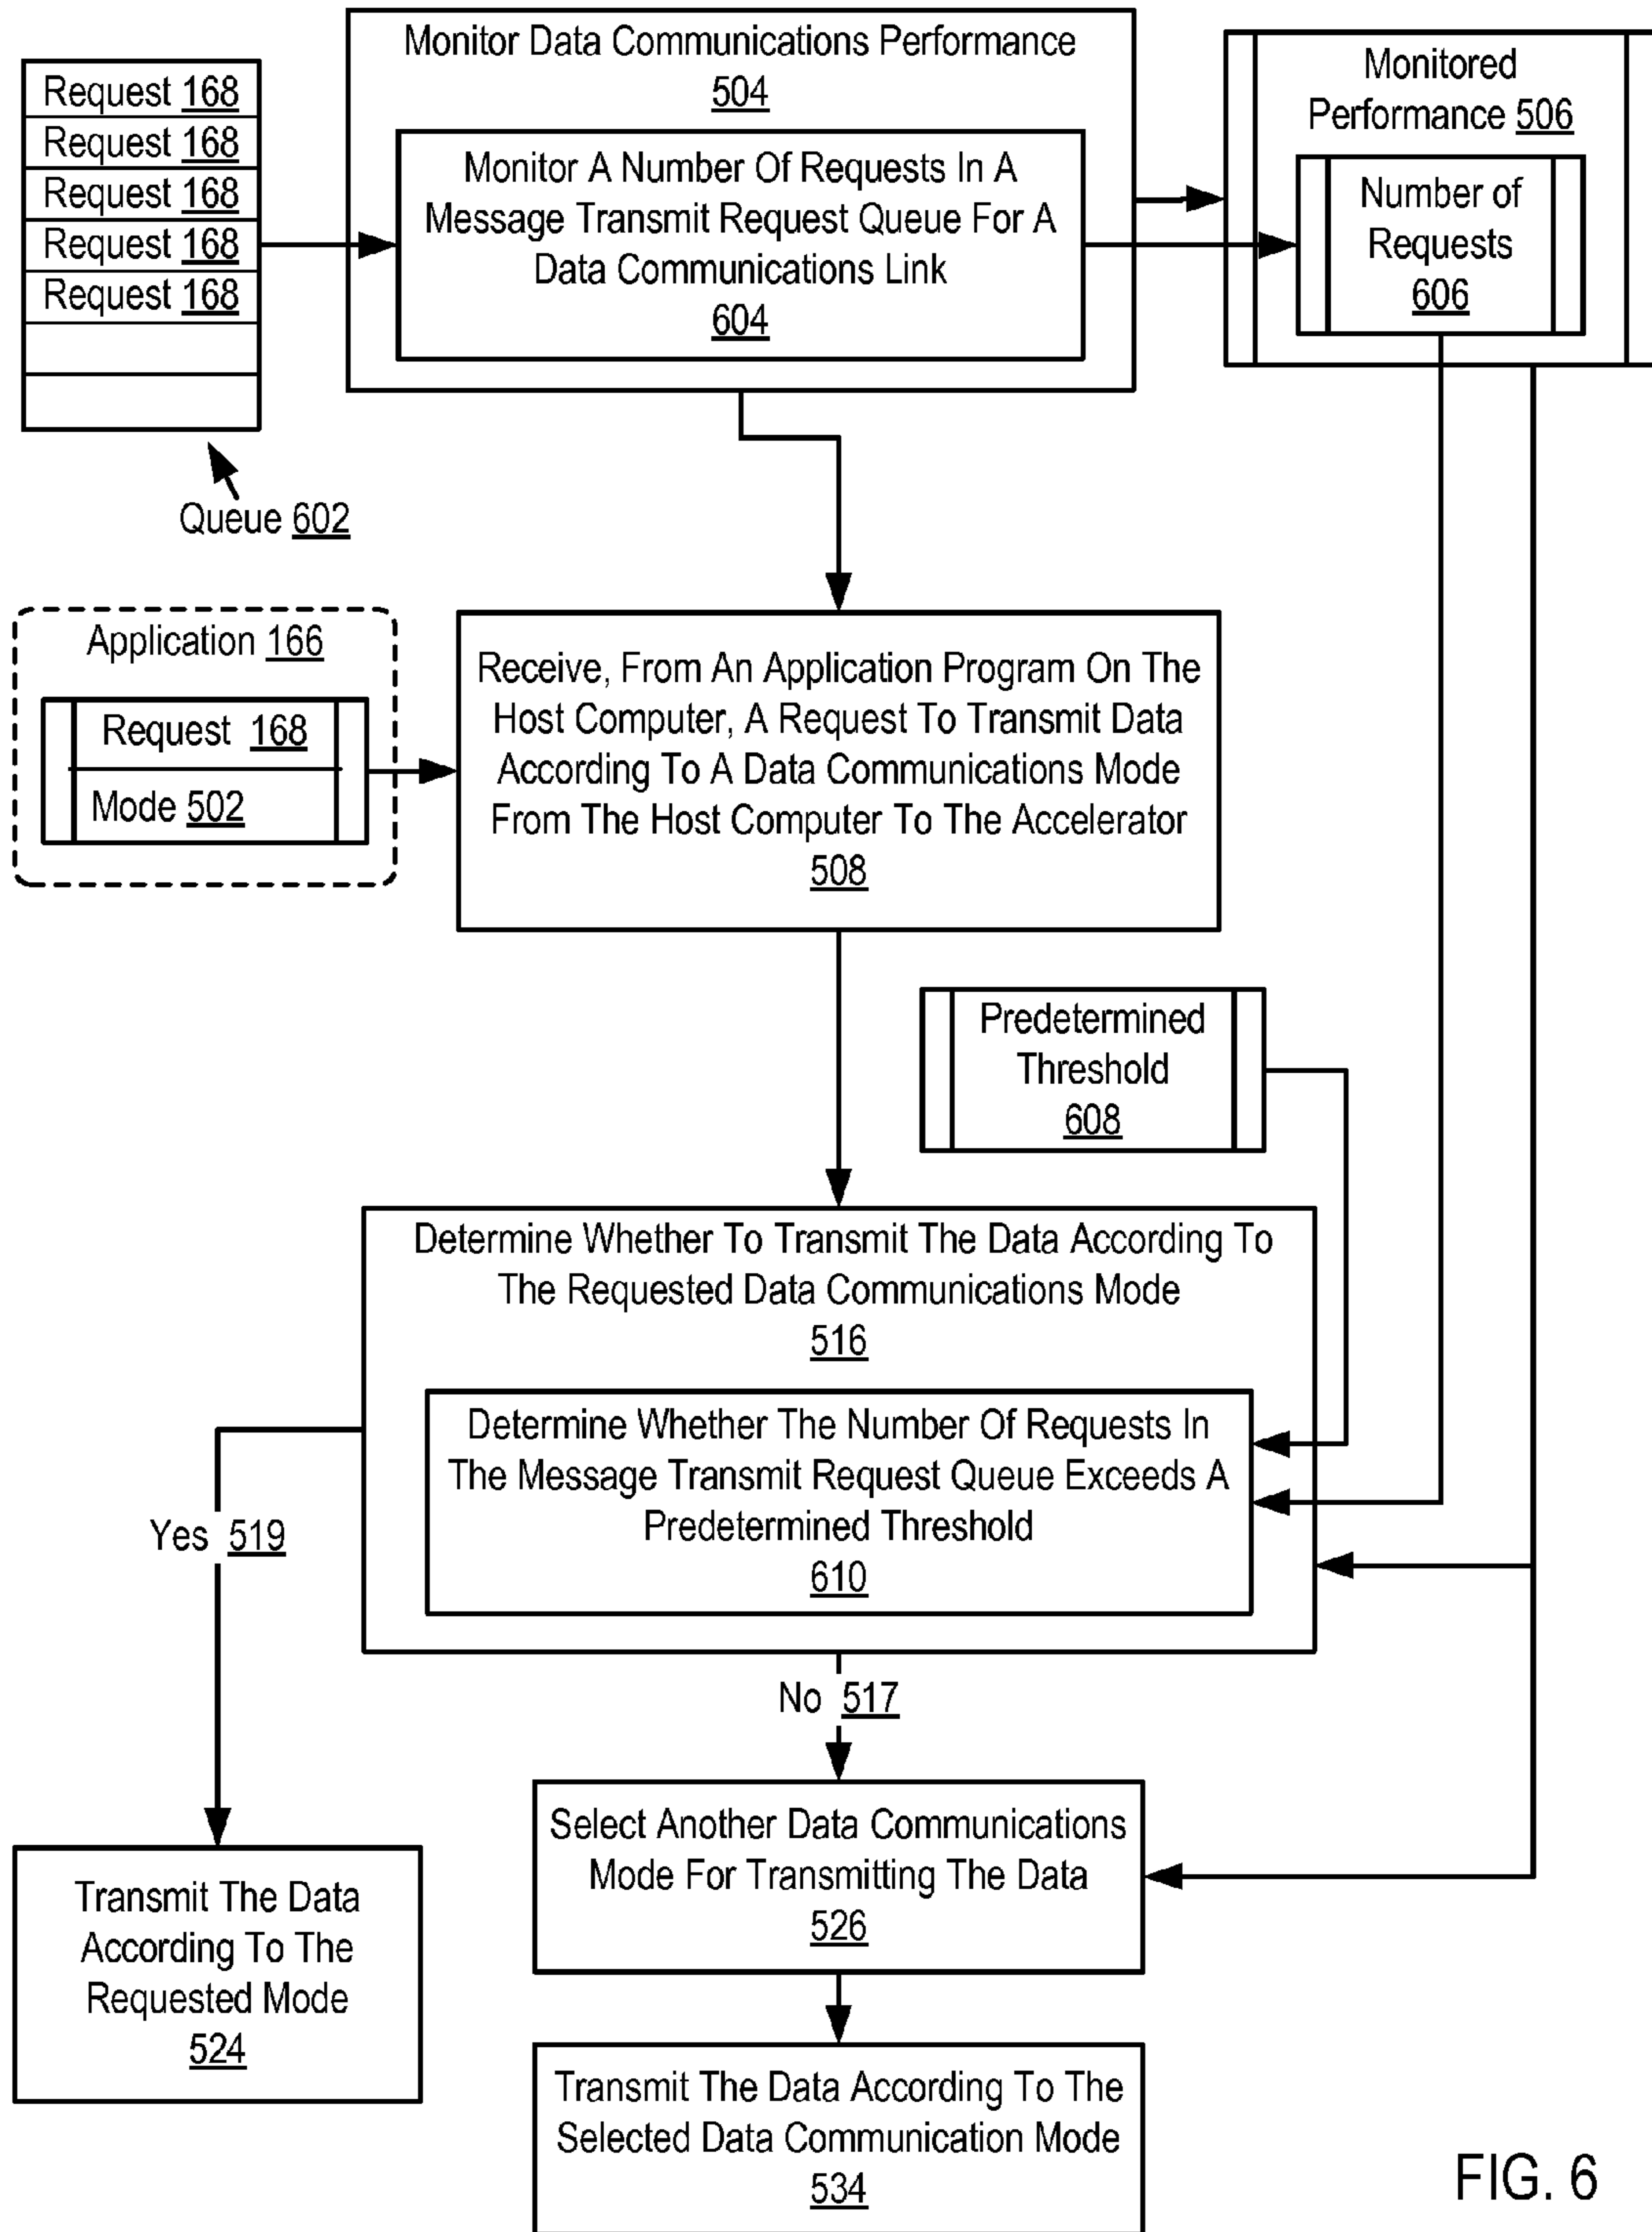 Request 168
Request 168
Request 168
Request 168
Request 168
Queue 602
Monitor Data Communications Performance
504
Monitor A Number Of Requests In A
Message Transmit Request Queue For A
Data Communications Link
604
Monitored
Performance 506
Number of
Requests
606
Application 166
Request 168
Mode 502
Receive, From An Application Program On The
Host Computer, A Request To Transmit Data
According To A Data Communications Mode
From The Host Computer To The Accelerator
508
Predetermined
Threshold
608
Determine Whether To Transmit The Data According To
The Requested Data Communications Mode
516
Determine Whether The Number Of Requests In
The Message Transmit Request Queue Exceeds A
Predetermined Threshold
610
Yes 519
No 517
Transmit The Data
According To The
Requested Mode
524
Select Another Data Communications
Mode For Transmitting The Data
526
Transmit The Data According To The
Selected Data Communication Mode
534
FIG. 6